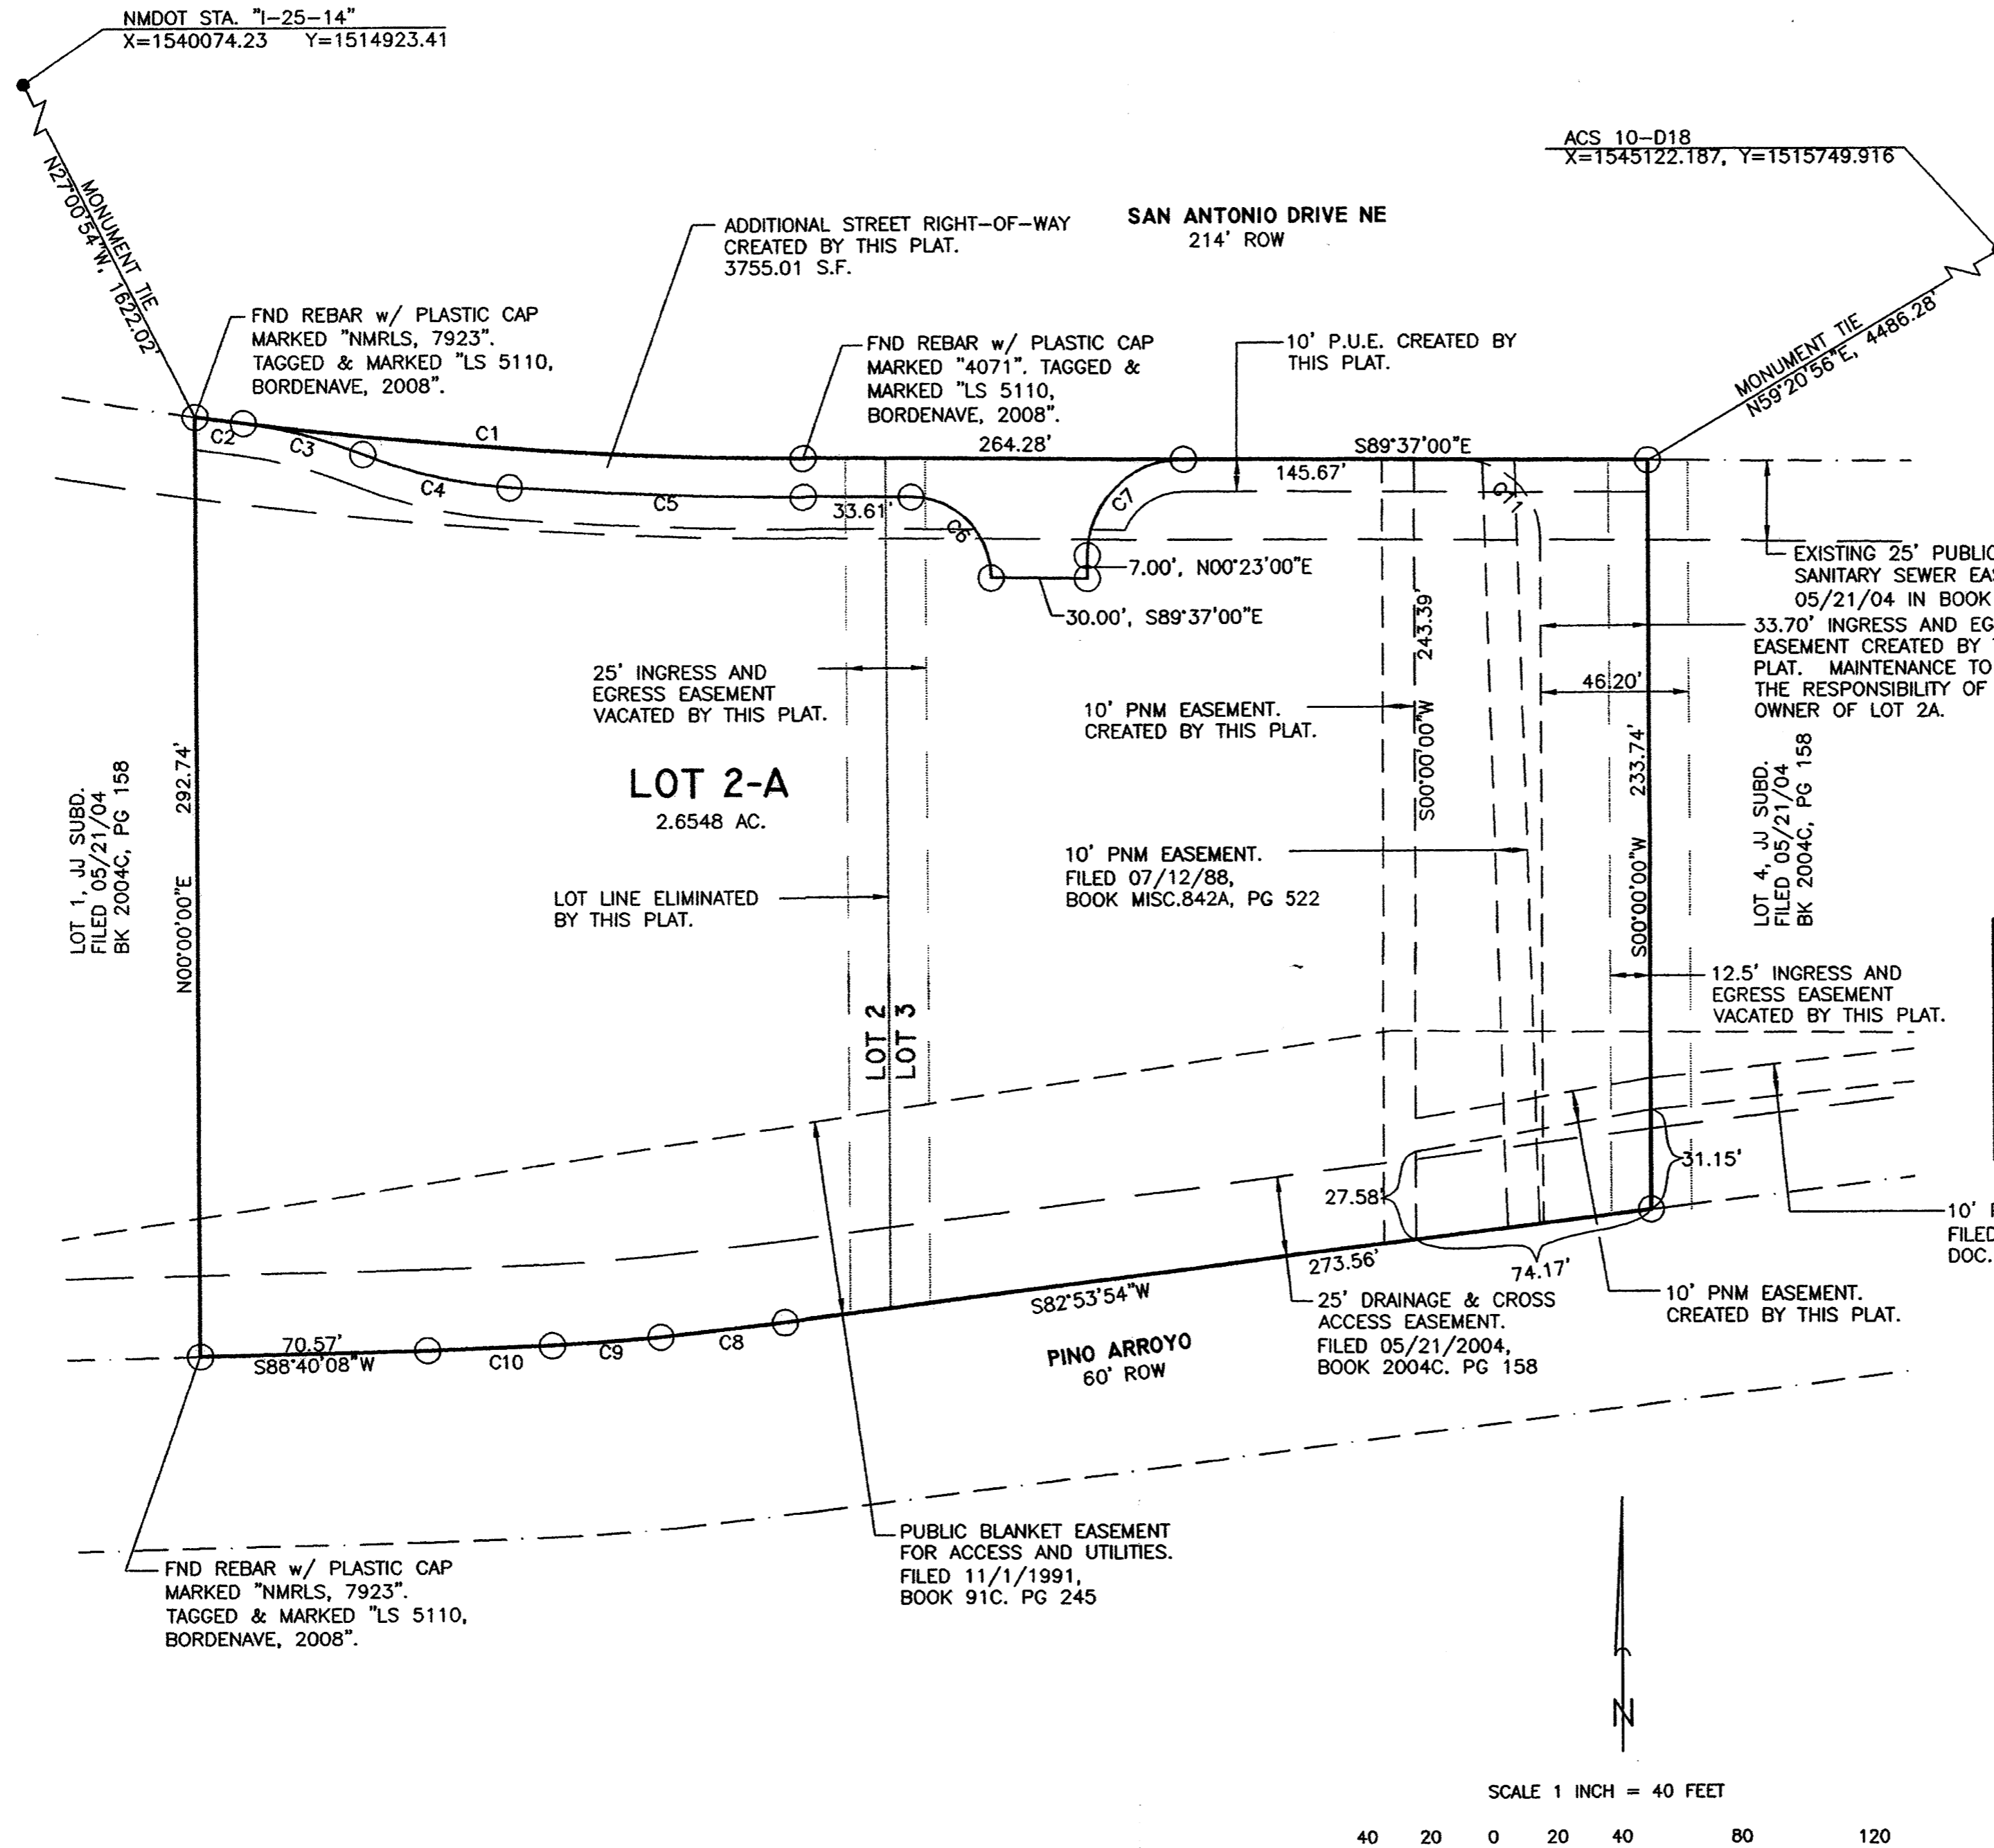 NMDOT STA. "I-25-14"
X=1540074.23 Y=1514923.41
MONUMENT TIE
N27°00'54"W, 1622.02'
ACS 10-D18
X=1545122.187, Y=1515749.916
MONUMENT TIE
N59°20'56"E, 4486.28'
SAN ANTONIO DRIVE NE
214' ROW
ADDITIONAL STREET RIGHT-OF-WAY
CREATED BY THIS PLAT.
3755.01 S.F.
FND REBAR w/ PLASTIC CAP
MARKED "NMRLS, 7923".
TAGGED & MARKED "LS 5110,
BORDENAVE, 2008".
FND REBAR w/ PLASTIC CAP
MARKED "4071". TAGGED &
MARKED "LS 5110,
BORDENAVE, 2008".
10' P.U.E. CREATED BY
THIS PLAT.
C2
C3
C1
C4
C5
264.28'
33.61'
C6
C7
145.67'
S89°37'00"E
C11
7.00', N00°23'00"E
30.00', S89°37'00"E
EXISTING 25' PUBLIC
SANITARY SEWER
05/21/04 IN BOOK
33.70' INGRESS AND
EASEMENT CREATED BY
PLAT. MAINTENANCE TO
THE RESPONSIBILITY OF
OWNER OF LOT 2A.
46.20'
25' INGRESS AND
EGRESS EASEMENT
VACATED BY THIS PLAT.
10' PNM EASEMENT.
CREATED BY THIS PLAT.
243.39'
S00°00'00"W
233.74'
S00°00'00"W
LOT 1, JJ SUBD.
FILED 05/21/04
BK 2004C, PG 158
N00°00'00"E 292.74'
LOT 2-A
2.6548 AC.
LOT LINE ELIMINATED
BY THIS PLAT.
10' PNM EASEMENT.
FILED 07/12/88,
BOOK MISC.842A, PG 522
LOT 4, JJ SUBD.
FILED 05/21/04
BK 2004C, PG 158
12.5' INGRESS AND
EGRESS EASEMENT
VACATED BY THIS PLAT.
LOT 2
LOT 3
31.15'
27.58'
74.17'
273.56'
S82°53'54"W
10'
FILED
DOC.
10' PNM EASEMENT.
CREATED BY THIS PLAT.
25' DRAINAGE & CROSS
ACCESS EASEMENT.
FILED 05/21/2004,
BOOK 2004C. PG 158
70.57'
S88°40'08"W
C10
C9
C8
PINO ARROYO
60' ROW
PUBLIC BLANKET EASEMENT
FOR ACCESS AND UTILITIES.
FILED 11/1/1991,
BOOK 91C. PG 245
FND REBAR w/ PLASTIC CAP
MARKED "NMRLS, 7923".
TAGGED & MARKED "LS 5110,
BORDENAVE, 2008".
N
SCALE 1 INCH = 40 FEET
40 20 0 20 40 80 120